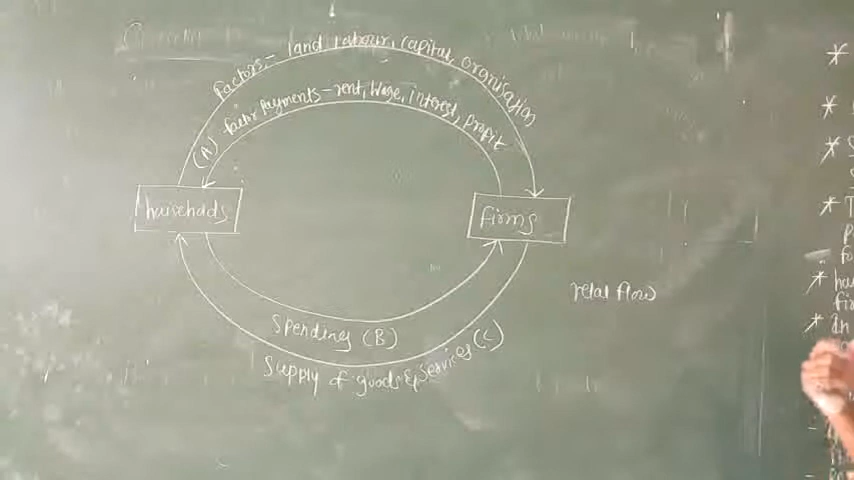 factors - land labour, capital, organisation
(A) factor payments - rent, wage, interest, profit
households
firms
retal flow
Spending (B)
Supply of goods & services (C)